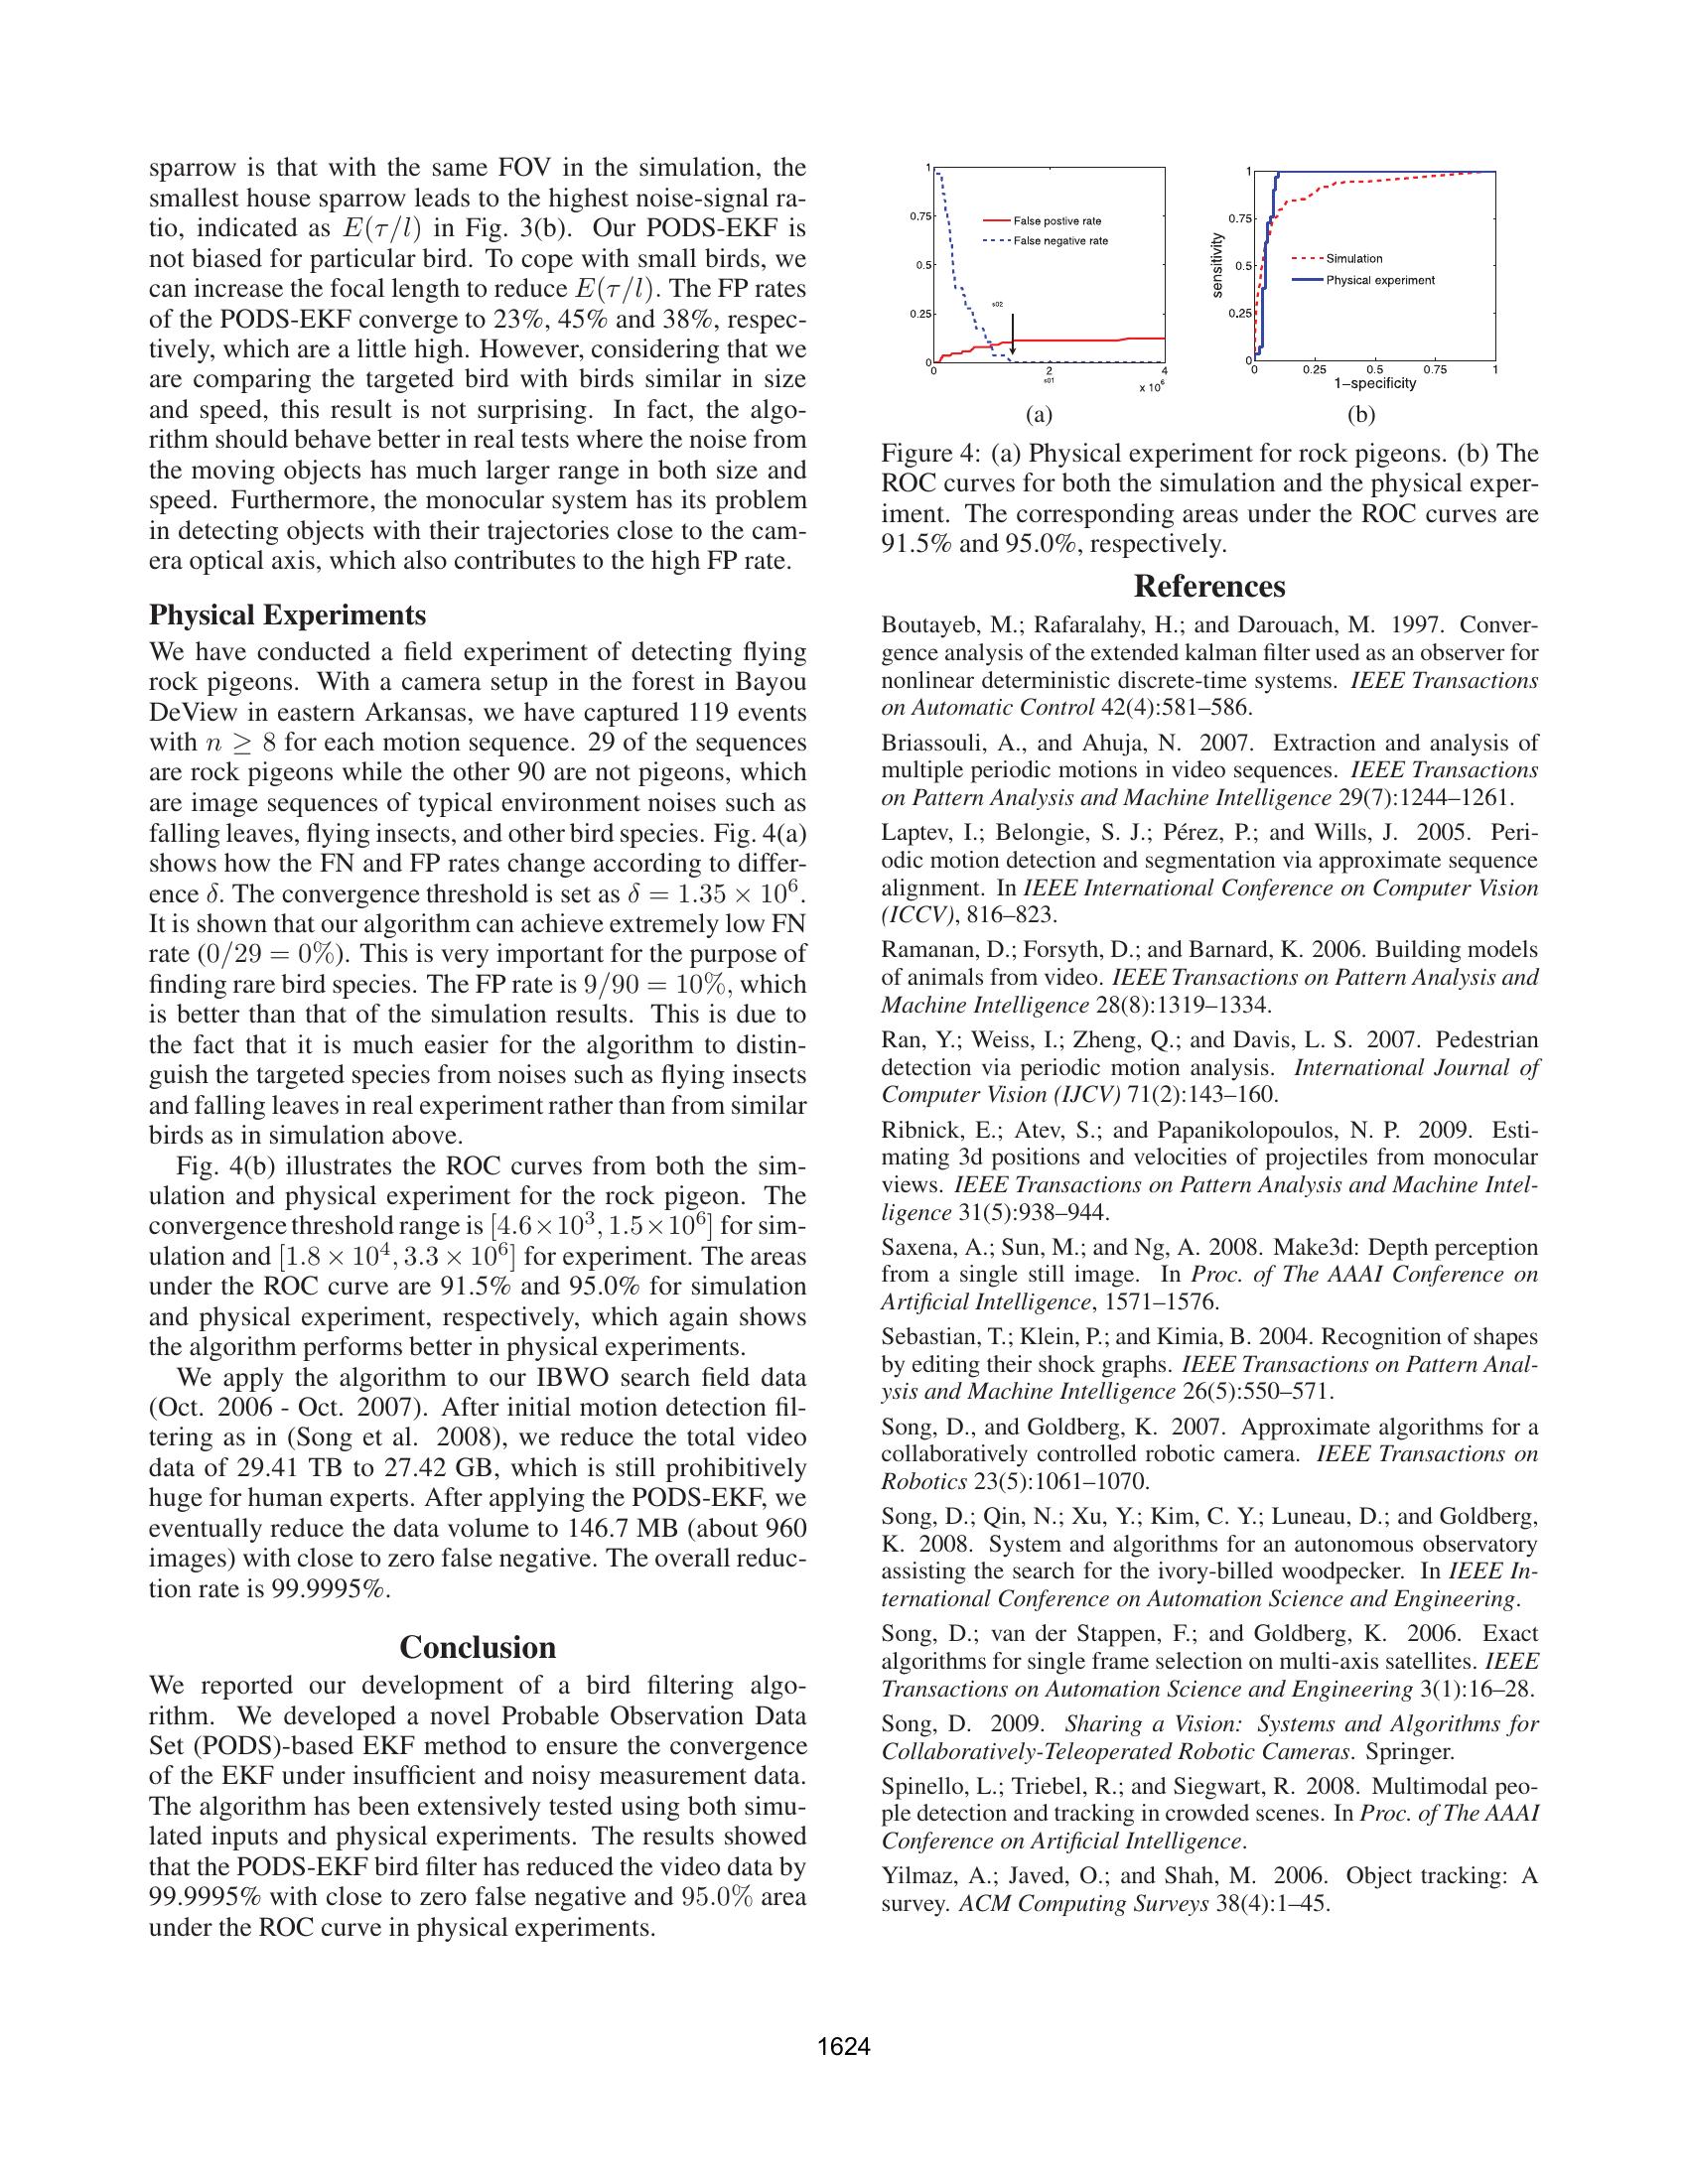 sparrow is that with the same FOV in the simulation, the
smallest house sparrow leads to the highest noise-signal ra-
tio, indicated as E(τ/l) in Fig. 3(b). Our PODS-EKF is
not biased for particular bird. To cope with small birds, we
can increase the focal length to reduce E(τ/l). The FP rates
of the PODS-EKF converge to 23%, 45% and 38%, respec-
tively, which are a little high. However, considering that we
are comparing the targeted bird with birds similar in size
and speed, this result is not surprising. In fact, the algo-
rithm should behave better in real tests where the noise from
the moving objects has much larger range in both size and
speed. Furthermore, the monocular system has its problem
in detecting objects with their trajectories close to the cam-
era optical axis, which also contributes to the high FP rate.
Physical Experiments
We have conducted a field experiment of detecting flying
rock pigeons. With a camera setup in the forest in Bayou
DeView in eastern Arkansas, we have captured 119 events
with n ≥ 8 for each motion sequence. 29 of the sequences
are rock pigeons while the other 90 are not pigeons, which
are image sequences of typical environment noises such as
falling leaves, flying insects, and other bird species. Fig. 4(a)
shows how the FN and FP rates change according to differ-
ence δ. The convergence threshold is set as δ = 1.35 × 10⁶.
It is shown that our algorithm can achieve extremely low FN
rate (0/29 = 0%). This is very important for the purpose of
finding rare bird species. The FP rate is 9/90 = 10%, which
is better than that of the simulation results. This is due to
the fact that it is much easier for the algorithm to distin-
guish the targeted species from noises such as flying insects
and falling leaves in real experiment rather than from similar
birds as in simulation above.
Fig. 4(b) illustrates the ROC curves from both the sim-
ulation and physical experiment for the rock pigeon. The
convergence threshold range is [4.6×10³, 1.5×10⁶] for sim-
ulation and [1.8 × 10⁴, 3.3 × 10⁶] for experiment. The areas
under the ROC curve are 91.5% and 95.0% for simulation
and physical experiment, respectively, which again shows
the algorithm performs better in physical experiments.
We apply the algorithm to our IBWO search field data
(Oct. 2006 - Oct. 2007). After initial motion detection fil-
tering as in (Song et al. 2008), we reduce the total video
data of 29.41 TB to 27.42 GB, which is still prohibitively
huge for human experts. After applying the PODS-EKF, we
eventually reduce the data volume to 146.7 MB (about 960
images) with close to zero false negative. The overall reduc-
tion rate is 99.9995%.
Conclusion
We reported our development of a bird filtering algo-
rithm. We developed a novel Probable Observation Data
Set (PODS)-based EKF method to ensure the convergence
of the EKF under insufficient and noisy measurement data.
The algorithm has been extensively tested using both simu-
lated inputs and physical experiments. The results showed
that the PODS-EKF bird filter has reduced the video data by
99.9995% with close to zero false negative and 95.0% area
under the ROC curve in physical experiments.
1
0.75
0.5
0.25
0
0
2
4
x 10⁶
s01
s02
False postive rate
False negative rate
(a)
1
0.75
0.5
0.25
0
sensitivity
Simulation
Physical experiment
0
0.25
0.5
0.75
1
1−specificity
(b)
Figure 4: (a) Physical experiment for rock pigeons. (b) The
ROC curves for both the simulation and the physical exper-
iment. The corresponding areas under the ROC curves are
91.5% and 95.0%, respectively.
References
Boutayeb, M.; Rafaralahy, H.; and Darouach, M. 1997. Conver-
gence analysis of the extended kalman filter used as an observer for
nonlinear deterministic discrete-time systems. IEEE Transactions
on Automatic Control 42(4):581–586.
Briassouli, A., and Ahuja, N. 2007. Extraction and analysis of
multiple periodic motions in video sequences. IEEE Transactions
on Pattern Analysis and Machine Intelligence 29(7):1244–1261.
Laptev, I.; Belongie, S. J.; Pérez, P.; and Wills, J. 2005. Peri-
odic motion detection and segmentation via approximate sequence
alignment. In IEEE International Conference on Computer Vision
(ICCV), 816–823.
Ramanan, D.; Forsyth, D.; and Barnard, K. 2006. Building models
of animals from video. IEEE Transactions on Pattern Analysis and
Machine Intelligence 28(8):1319–1334.
Ran, Y.; Weiss, I.; Zheng, Q.; and Davis, L. S. 2007. Pedestrian
detection via periodic motion analysis. International Journal of
Computer Vision (IJCV) 71(2):143–160.
Ribnick, E.; Atev, S.; and Papanikolopoulos, N. P. 2009. Esti-
mating 3d positions and velocities of projectiles from monocular
views. IEEE Transactions on Pattern Analysis and Machine Intel-
ligence 31(5):938–944.
Saxena, A.; Sun, M.; and Ng, A. 2008. Make3d: Depth perception
from a single still image. In Proc. of The AAAI Conference on
Artificial Intelligence, 1571–1576.
Sebastian, T.; Klein, P.; and Kimia, B. 2004. Recognition of shapes
by editing their shock graphs. IEEE Transactions on Pattern Anal-
ysis and Machine Intelligence 26(5):550–571.
Song, D., and Goldberg, K. 2007. Approximate algorithms for a
collaboratively controlled robotic camera. IEEE Transactions on
Robotics 23(5):1061–1070.
Song, D.; Qin, N.; Xu, Y.; Kim, C. Y.; Luneau, D.; and Goldberg,
K. 2008. System and algorithms for an autonomous observatory
assisting the search for the ivory-billed woodpecker. In IEEE In-
ternational Conference on Automation Science and Engineering.
Song, D.; van der Stappen, F.; and Goldberg, K. 2006. Exact
algorithms for single frame selection on multi-axis satellites. IEEE
Transactions on Automation Science and Engineering 3(1):16–28.
Song, D. 2009. Sharing a Vision: Systems and Algorithms for
Collaboratively-Teleoperated Robotic Cameras. Springer.
Spinello, L.; Triebel, R.; and Siegwart, R. 2008. Multimodal peo-
ple detection and tracking in crowded scenes. In Proc. of The AAAI
Conference on Artificial Intelligence.
Yilmaz, A.; Javed, O.; and Shah, M. 2006. Object tracking: A
survey. ACM Computing Surveys 38(4):1–45.
1624